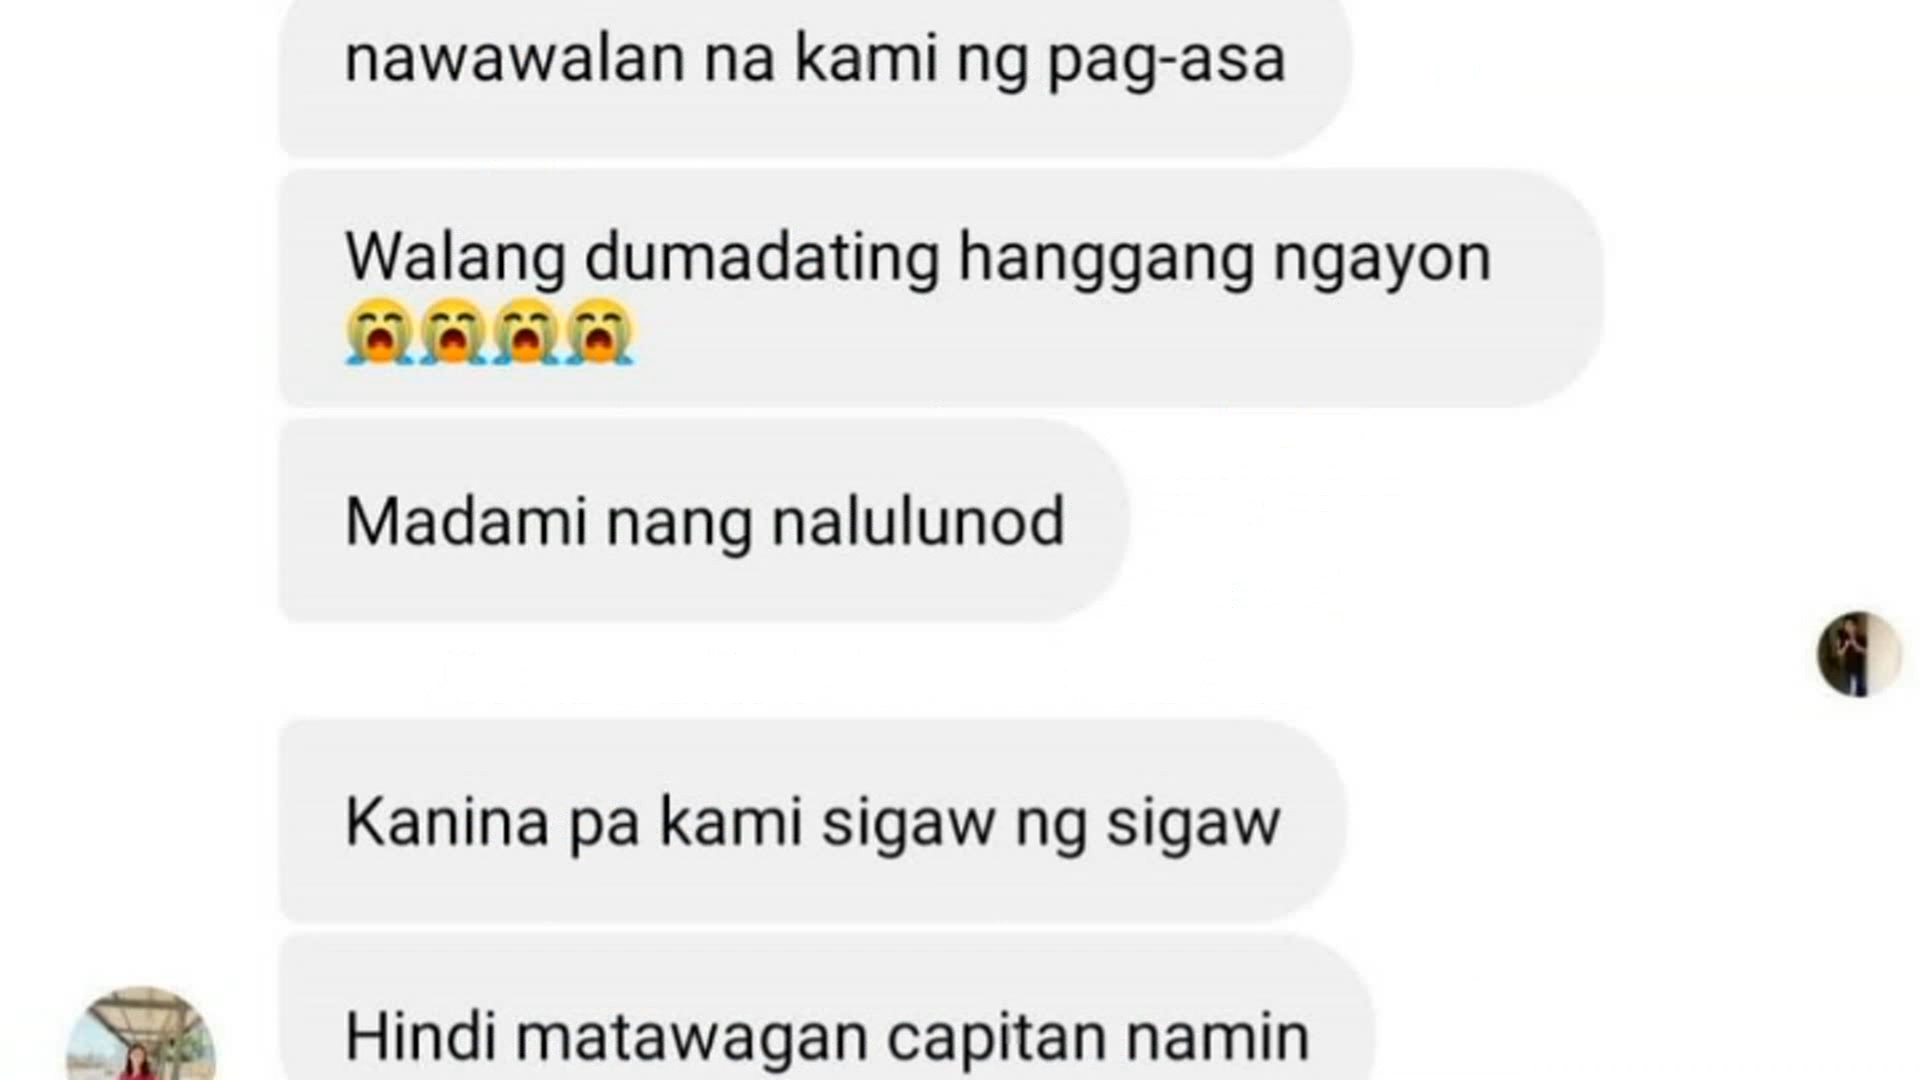 nawawalan na kami ng pag-asa
Walang dumadating hanggang ngayon
😭😭😭😭
Madami nang nalulunod
Kanina pa kami sigaw ng sigaw
Hindi matawagan capitan namin